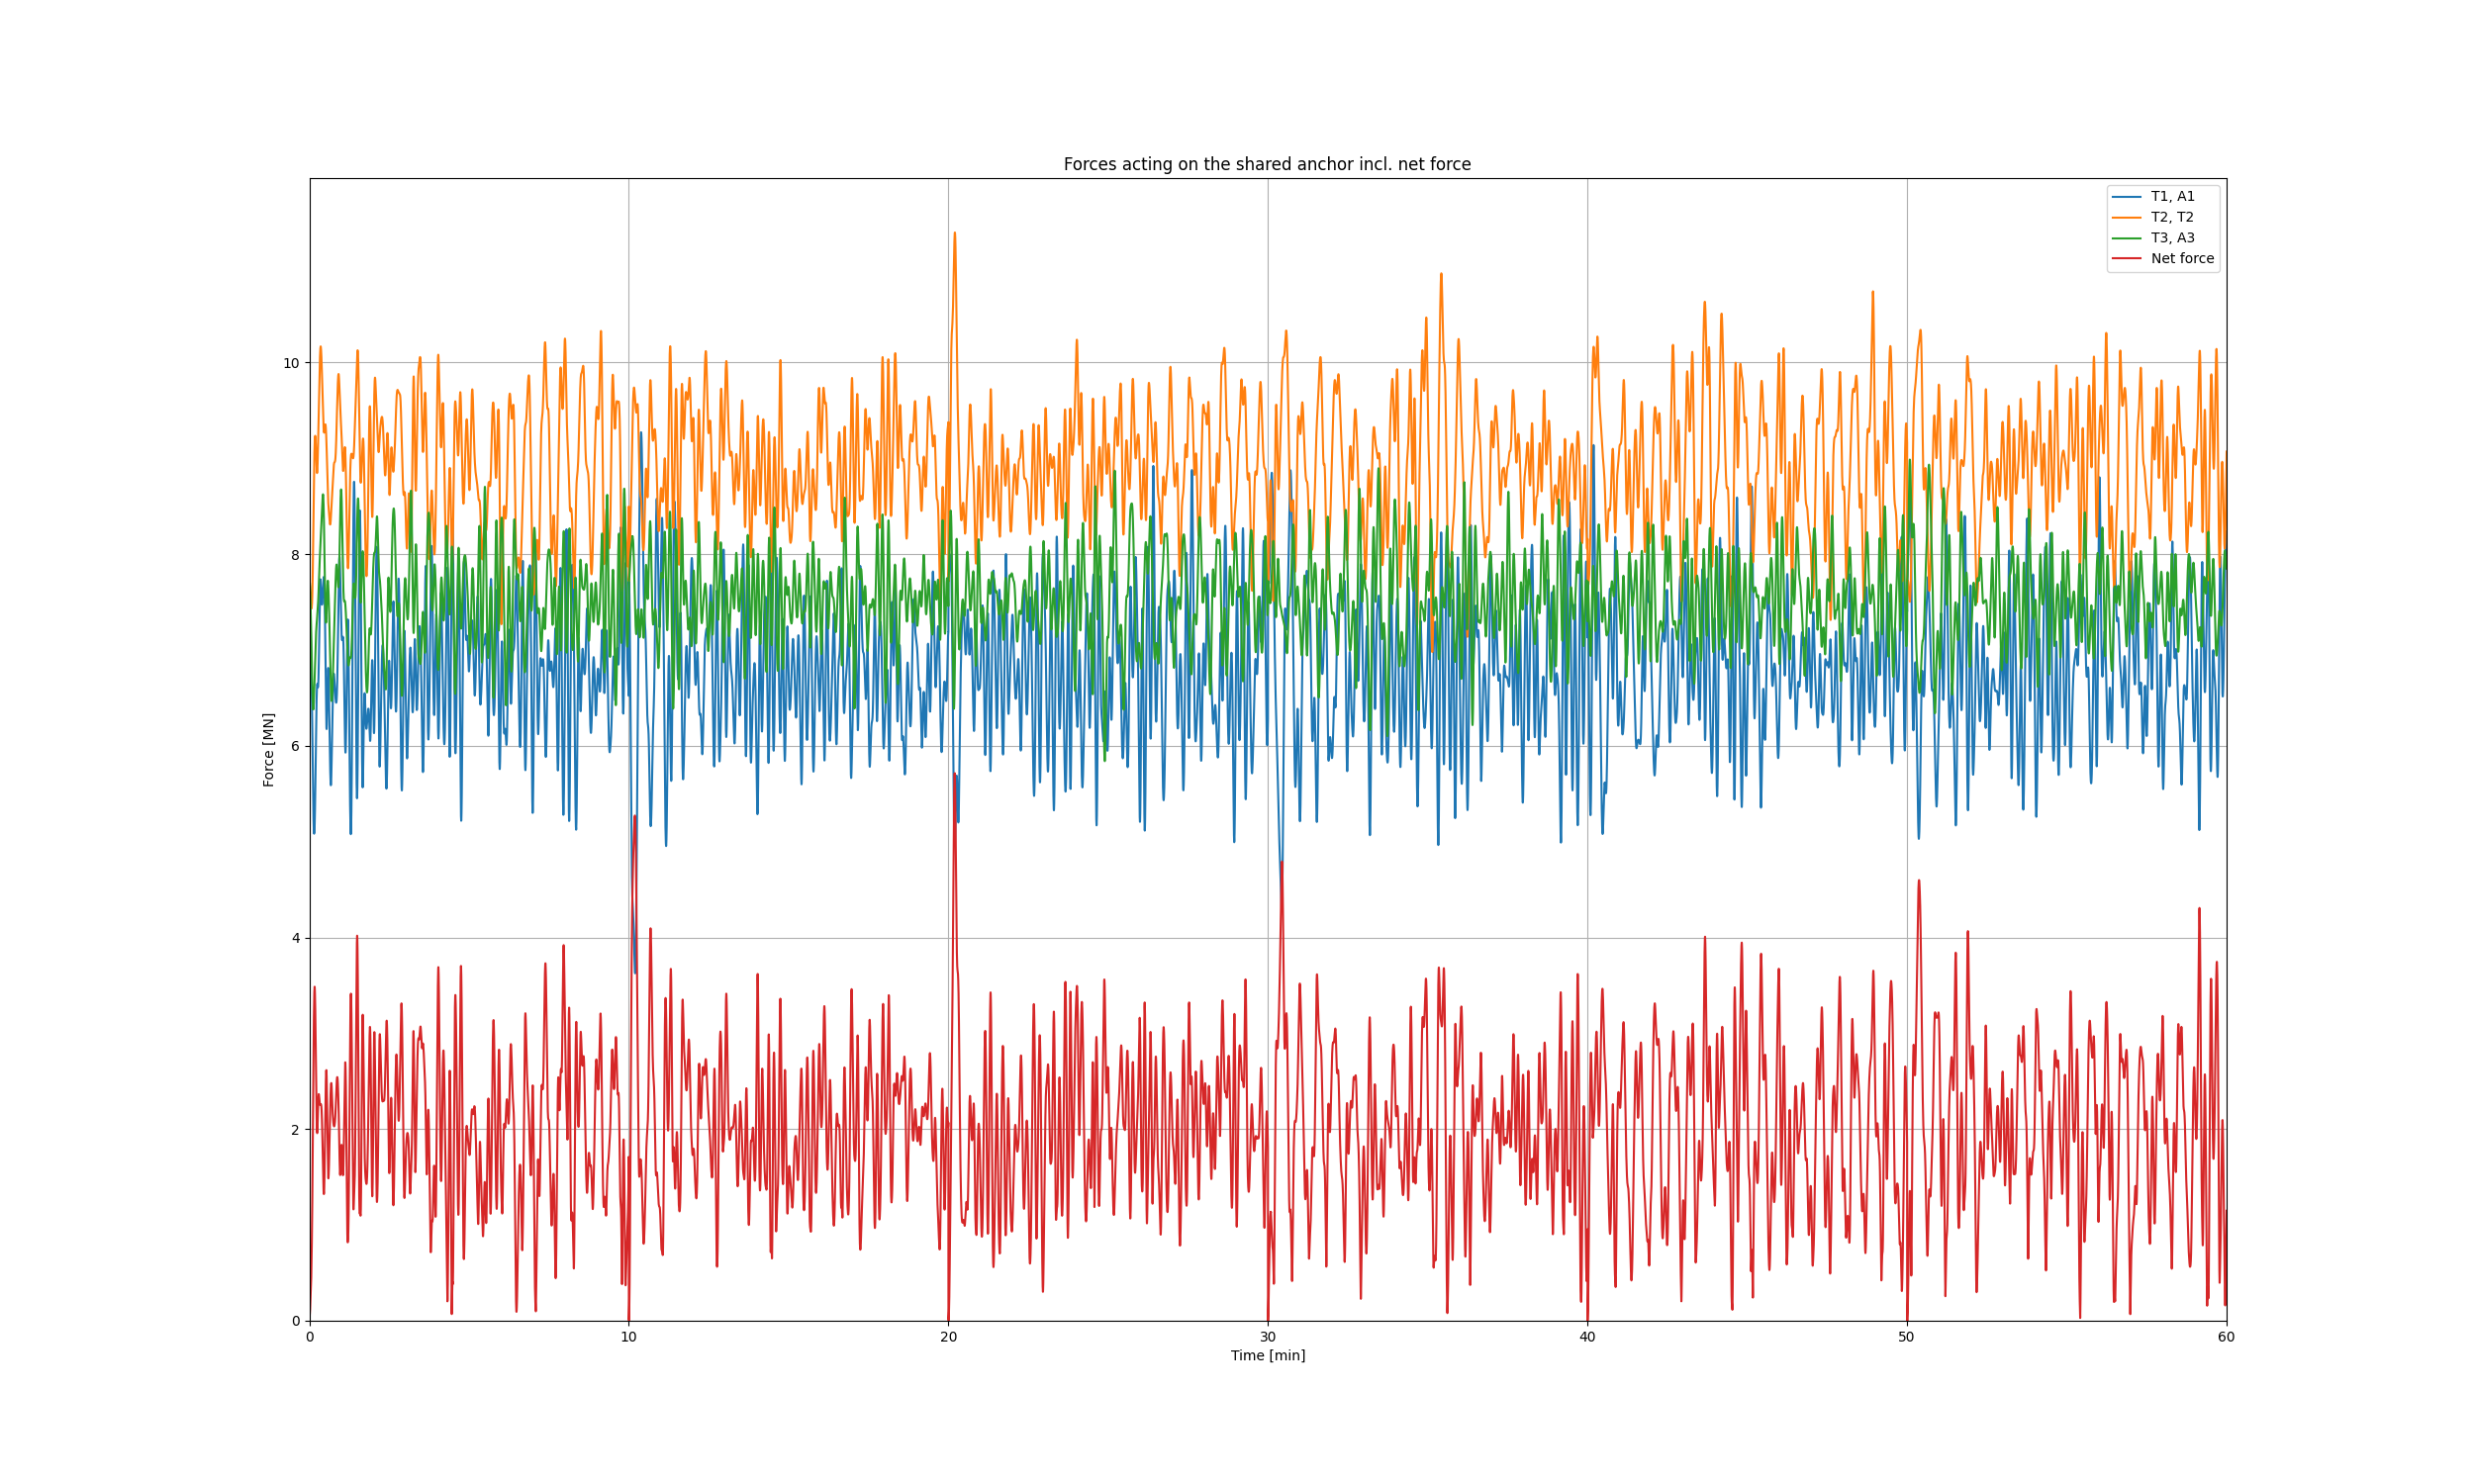 Forces acting on the shared anchor incl. net force
T1, A1
T2, T2
T3, A3
Net force
Force [MN]
10
8
6
4
2
0
0 10 20 30 40 50 60
Time [min]